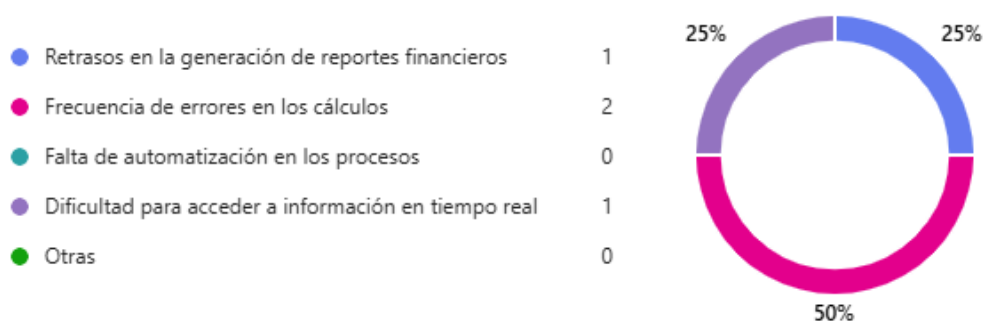 25%
25%
Retrasos en la generación de reportes financieros 1
Frecuencia de errores en los cálculos 2
Falta de automatización en los procesos 0
Dificultad para acceder a información en tiempo real 1
Otras 0
50%